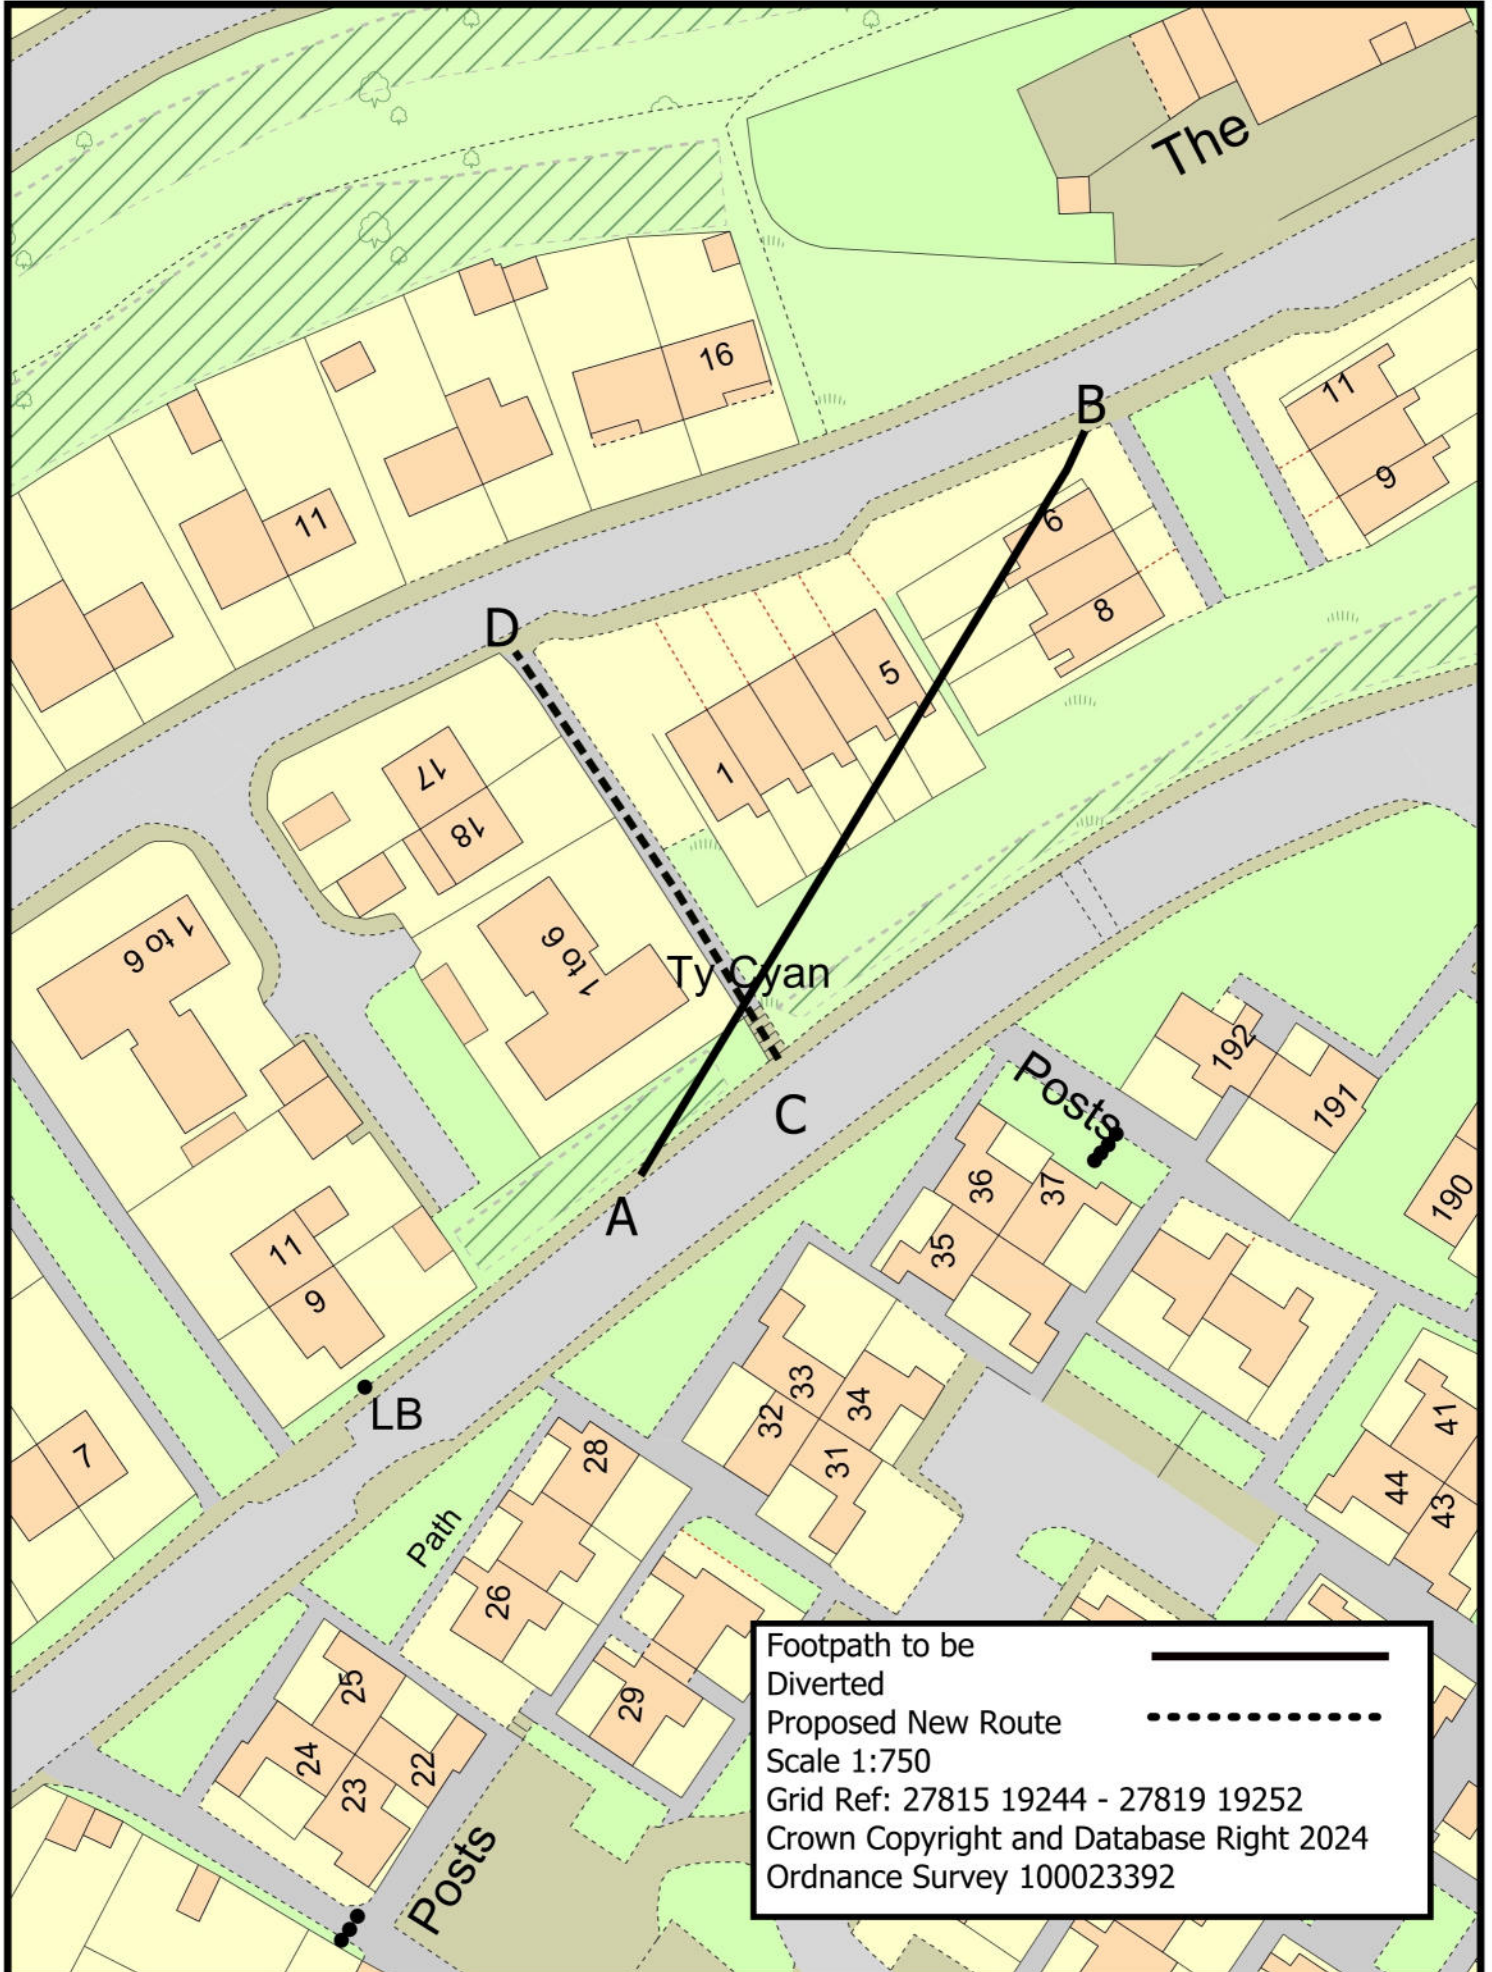 The
16
B
11
11
9
6
D
8
5
17
1
18
1 to 6
1 to 6
Ty Cyan
192
Posts
C
191
36
37
190
A
35
11
9
33
34
32
LB
41
28
31
7
44
43
Path
26
Footpath to be
Diverted
Proposed New Route
Scale 1:750
Grid Ref: 27815 19244 - 27819 19252
Crown Copyright and Database Right 2024
Ordnance Survey 100023392
25
29
24
22
23
Posts